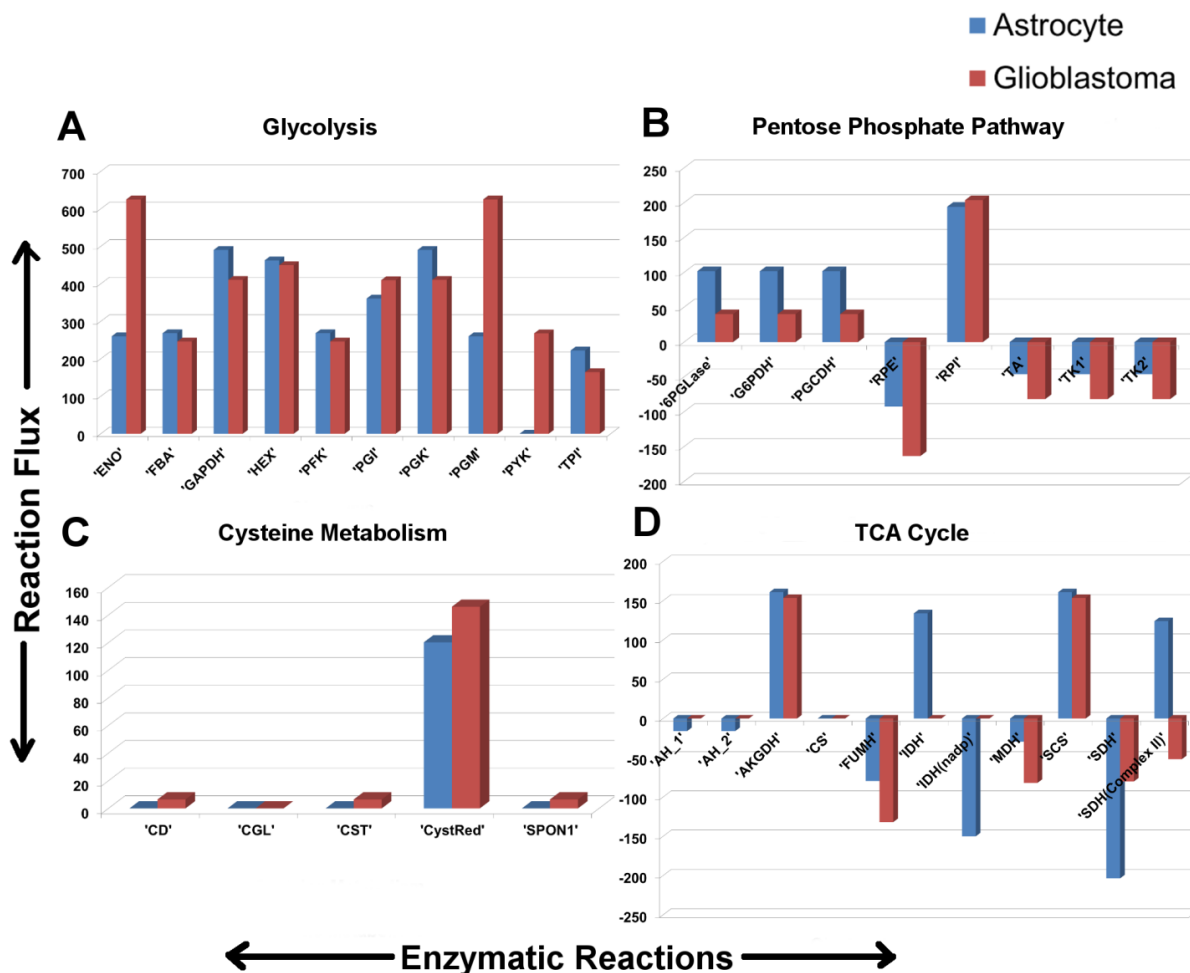 Astrocyte
Glioblastoma
A
Glycolysis
700
600
500
400
300
200
100
0
'ENO'
'FBA'
'GAPDH'
'HEX'
'PFK'
'PGI'
'PGK'
'PGM'
'PYK'
'TPI'
B
Pentose Phosphate Pathway
250
200
150
100
50
0
-50
-100
-150
-200
'6PGLase'
'G6PDH'
'PGCDH'
'RPE'
'RPI'
'TA'
'TK1'
'TK2'
Reaction Flux
C
Cysteine Metabolism
160
140
120
100
80
60
40
20
0
'CD'
'CGL'
'CST'
'CystRed'
'SPON1'
D
TCA Cycle
200
150
100
50
0
-50
-100
-150
-200
-250
'AH_1'
'AH_2'
'AKGDH'
'CS'
'FUMH'
'IDH'
'IDH(nadp)'
'MDH'
'SCS'
'SDH'
'SDH(Complex II)'
Enzymatic Reactions